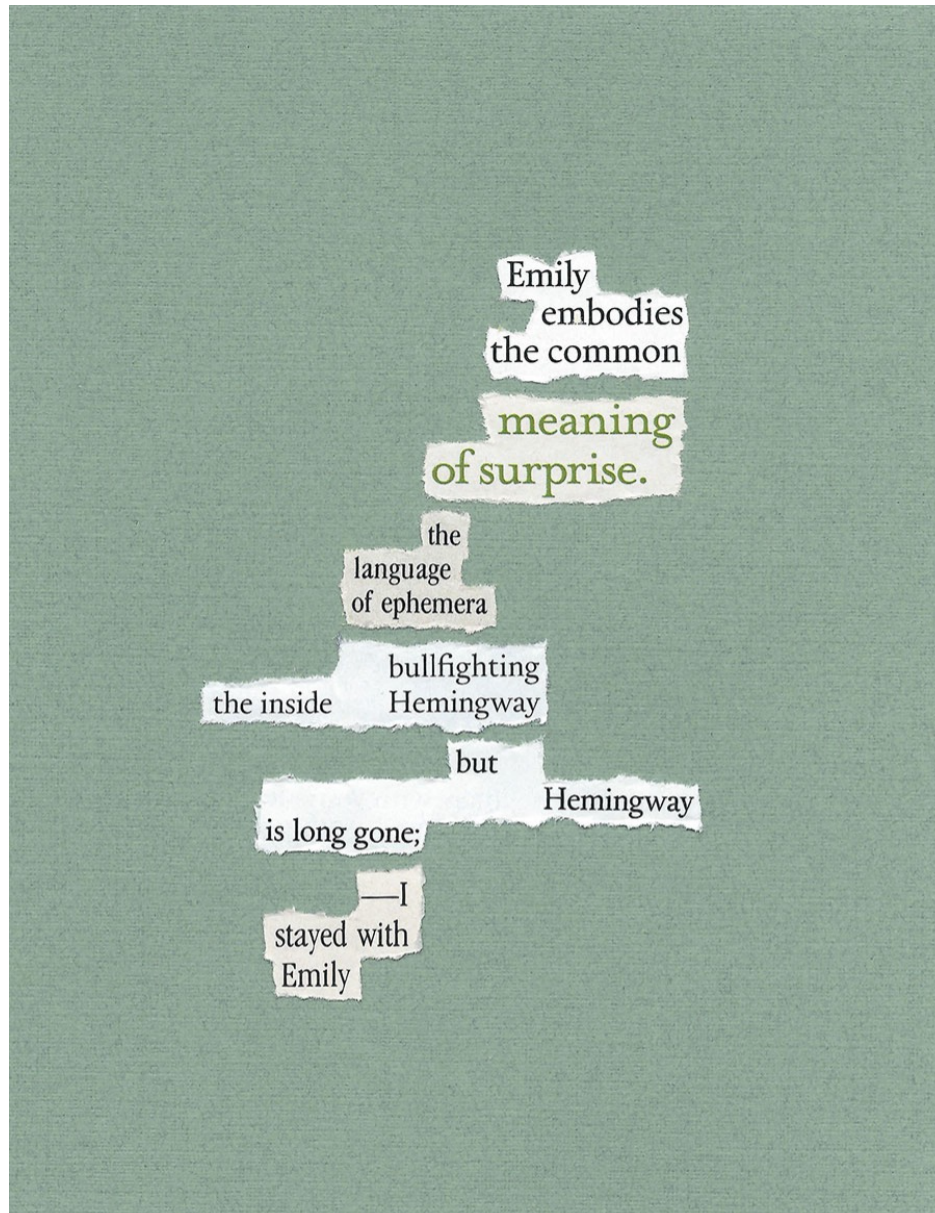 Emily
embodies
the common
meaning
of surprise.
the
language
of ephemera
bullfighting
the inside Hemingway
but
Hemingway
is long gone;
—I
stayed with
Emily